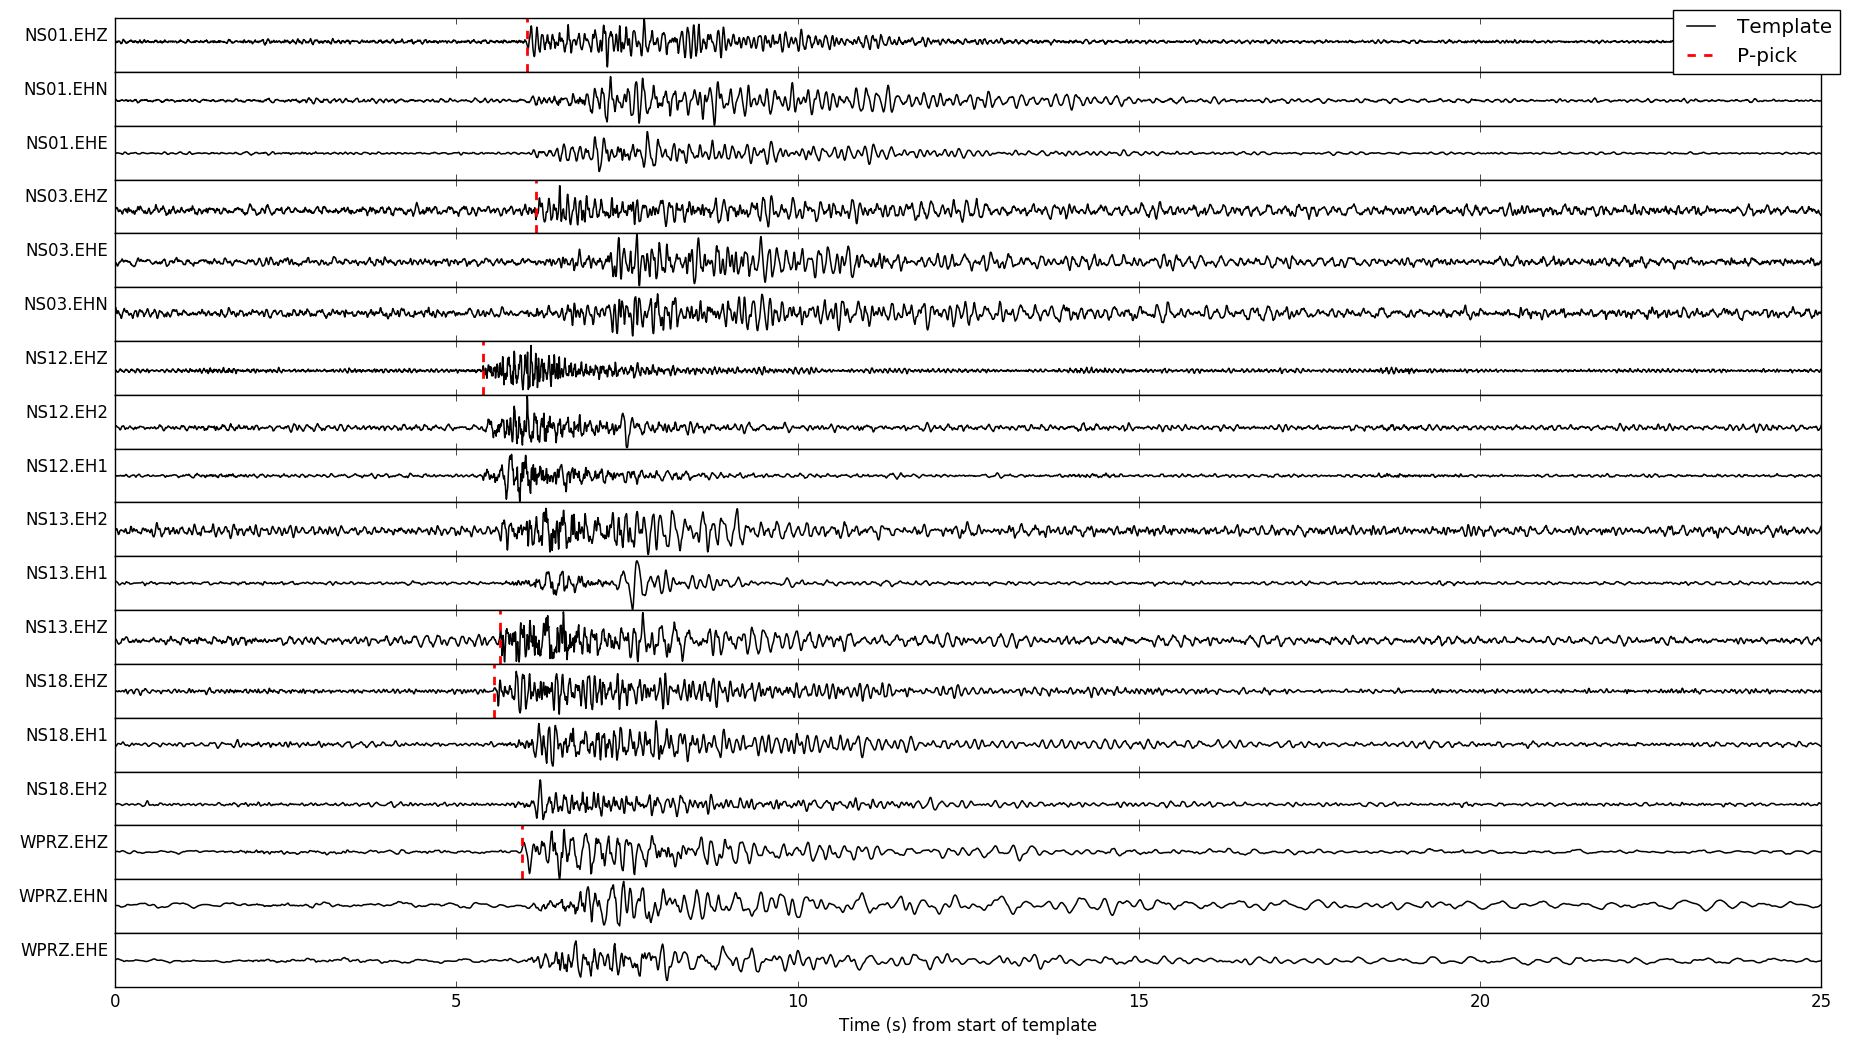 Template
P-pick
NS01.EHZ
NS01.EHN
NS01.EHE
NS03.EHZ
NS03.EHE
NS03.EHN
NS12.EHZ
NS12.EH2
NS12.EH1
NS13.EH2
NS13.EH1
NS13.EHZ
NS18.EHZ
NS18.EH1
NS18.EH2
WPRZ.EHZ
WPRZ.EHN
WPRZ.EHE
0 5 10 15 20 25
Time (s) from start of template